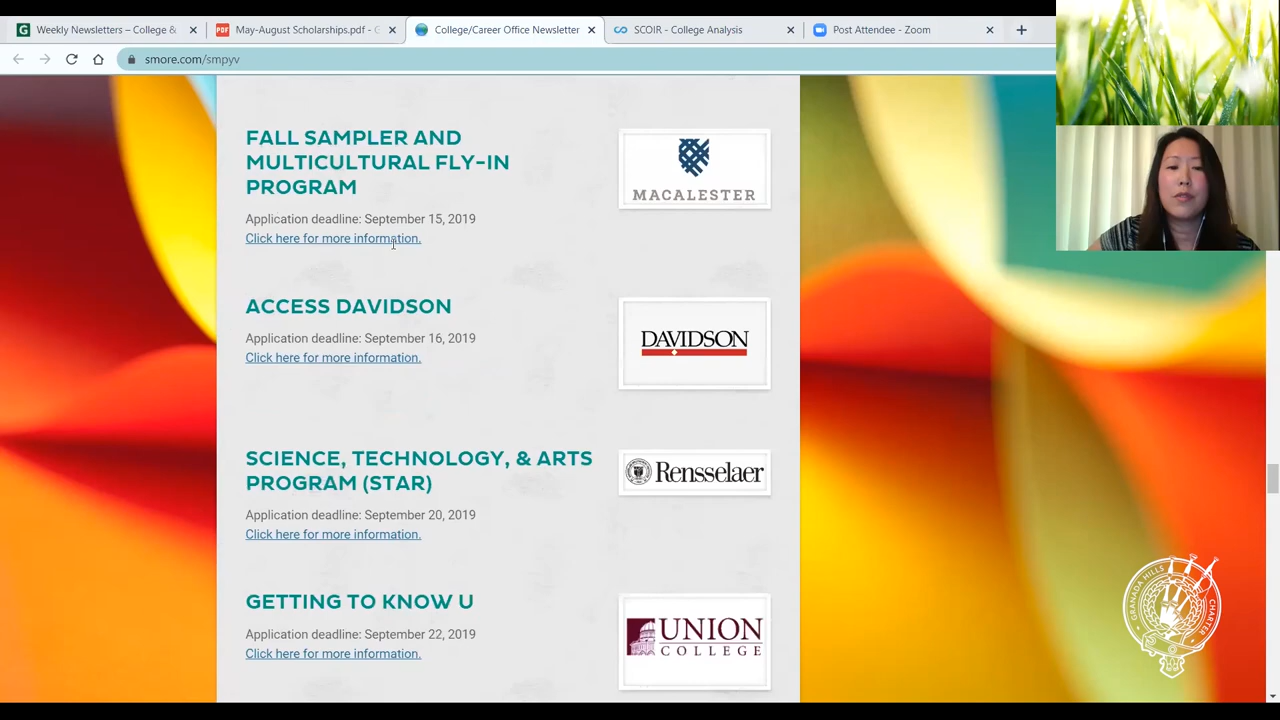 Weekly Newsletters – College &
May-August Scholarships.pdf - G
College/Career Office Newsletter
SCOIR - College Analysis
Post Attendee - Zoom
smore.com/smpyv
FALL SAMPLER AND
MULTICULTURAL FLY-IN
PROGRAM
Application deadline: September 15, 2019
Click here for more information.
MACALESTER
ACCESS DAVIDSON
Application deadline: September 16, 2019
Click here for more information.
DAVIDSON
SCIENCE, TECHNOLOGY, & ARTS
PROGRAM (STAR)
Application deadline: September 20, 2019
Click here for more information.
Rensselaer
GETTING TO KNOW U
Application deadline: September 22, 2019
Click here for more information.
UNION
COLLEGE
GRANADA HILLS
CHARTER